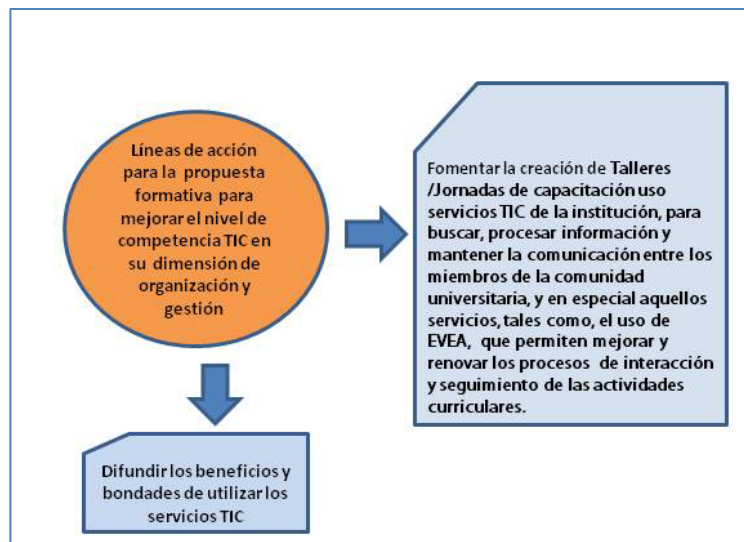 Líneas de acción
para la propuesta
formativa para
mejorar el nivel de
competencia TIC en
su dimensión de
organización y
gestión
Fomentar la creación de Talleres
/Jornadas de capacitación uso
servicios TIC de la institución, para
buscar, procesar información y
mantener la comunicación entre los
miembros de la comunidad
universitaria, y en especial aquellos
servicios, tales como, el uso de
EVEA, que permiten mejorar y
renovar los procesos de interacción
y seguimiento de las actividades
curriculares.
Difundir los beneficios y
bondades de utilizar los
servicios TIC